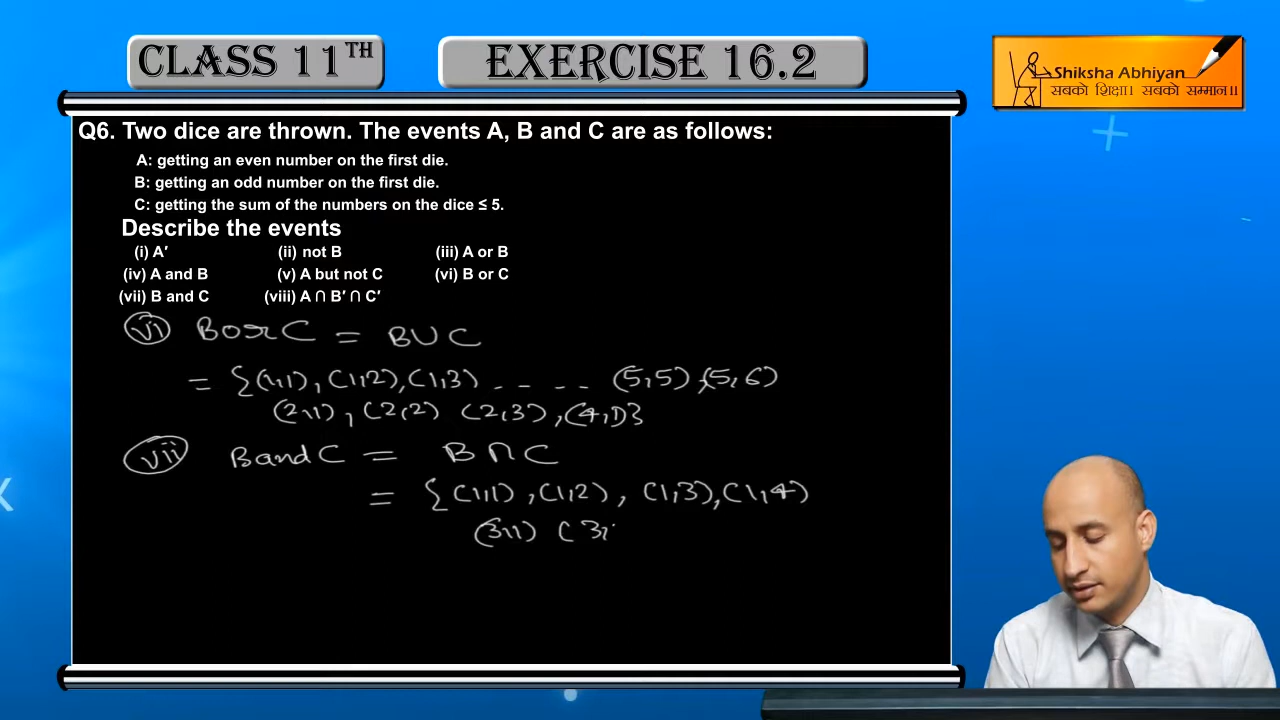 CLASS 11TH
EXERCISE 16.2
Shiksha Abhiyan
सबको शिक्षा। सबको सम्मान॥
Q6. Two dice are thrown. The events A, B and C are as follows:
A: getting an even number on the first die.
B: getting an odd number on the first die.
C: getting the sum of the numbers on the dice ≤ 5.
Describe the events
(i) A′ (ii) not B (iii) A or B
(iv) A and B (v) A but not C (vi) B or C
(vii) B and C (viii) A ∩ B′ ∩ C′
(vi) B or C = B ∪ C
= {(1,1), (1,2), (1,3) - - - - - (5,5), (5,6)
(2,1), (2,2) (2,3), (4,1)}
(vii) B and C = B ∩ C
= {(1,1), (1,2), (1,3), (1,4)
(3,1) (3,
x